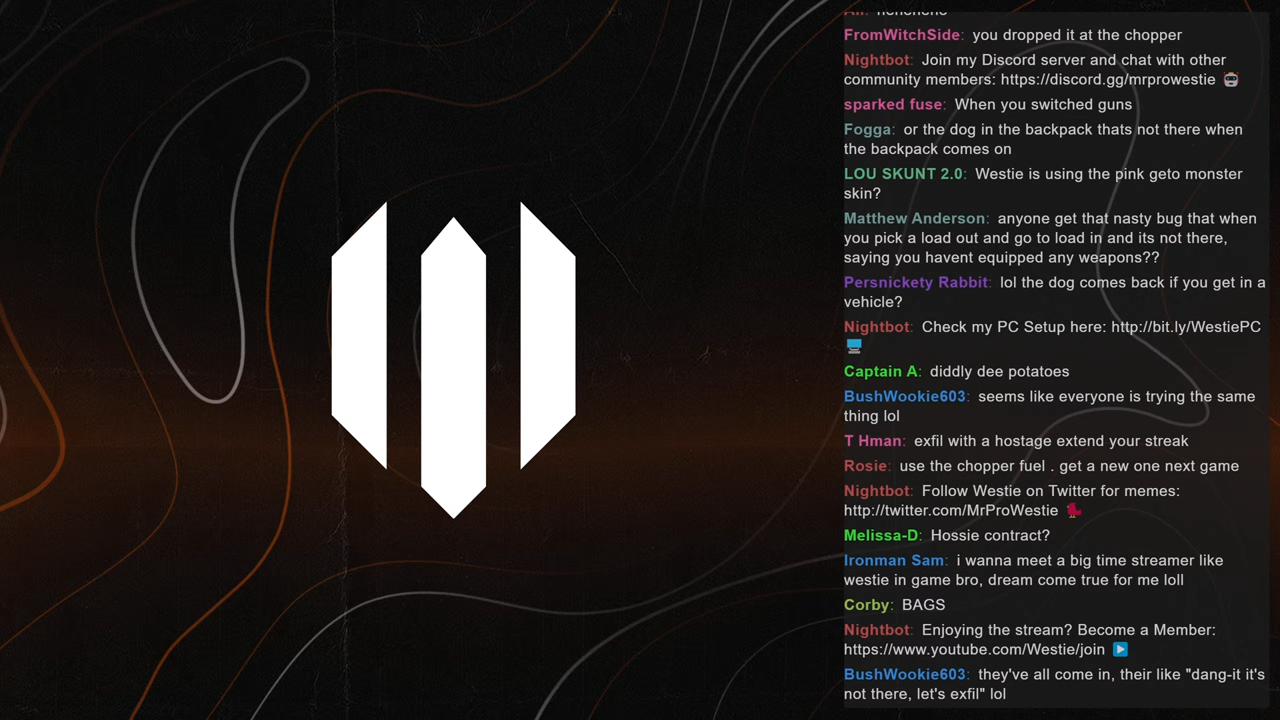 FromWitchSide: you dropped it at the chopper
Nightbot: Join my Discord server and chat with other
community members: https://discord.gg/mrprowestie
sparked fuse: When you switched guns
Fogga: or the dog in the backpack thats not there when
the backpack comes on
LOU SKUNT 2.0: Westie is using the pink geto monster
skin?
Matthew Anderson: anyone get that nasty bug that when
you pick a load out and go to load in and its not there,
saying you havent equipped any weapons??
Persnickety Rabbit: lol the dog comes back if you get in a
vehicle?
Nightbot: Check my PC Setup here: http://bit.ly/WestiePC
Captain A: diddly dee potatoes
BushWookie603: seems like everyone is trying the same
thing lol
T Hman: exfil with a hostage extend your streak
Rosie: use the chopper fuel . get a new one next game
Nightbot: Follow Westie on Twitter for memes:
http://twitter.com/MrProWestie
Melissa-D: Hossie contract?
Ironman Sam: i wanna meet a big time streamer like
westie in game bro, dream come true for me loll
Corby: BAGS
Nightbot: Enjoying the stream? Become a Member:
https://www.youtube.com/Westie/join
BushWookie603: they've all come in, their like "dang-it it's
not there, let's exfil" lol